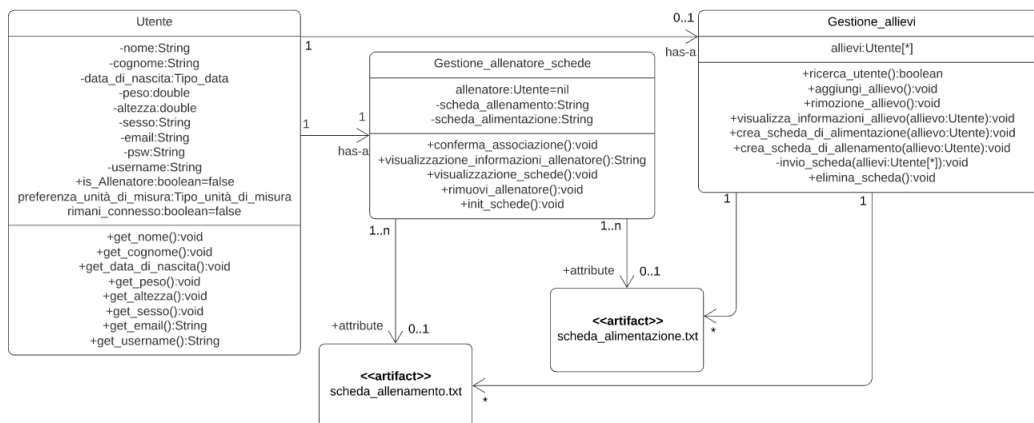 Utente
-nome:String
-cognome:String
-data_di_nascita:Tipo_data
-peso:double
-altezza:double
-sesso:String
-email:String
-psw:String
-username:String
+is_Allenatore:boolean=false
preferenza_unità_di_misura:Tipo_unità_di_misura
rimani_connesso:boolean=false
+get_nome():void
+get_cognome():void
+get_data_di_nascita():void
+get_peso():void
+get_altezza():void
+get_sesso():void
+get_email():String
+get_username():String
1
0..1
has-a
1
1
has-a
Gestione_allenatore_schede
allenatore:Utente=nil
-scheda_allenamento:String
-scheda_alimentazione:String
+conferma_associazione():void
+visualizzazione_informazioni_allenatore():String
+visualizzazione_schede():void
+rimuovi_allenatore():void
+init_schede():void
Gestione_allievi
allievi:Utente[*]
+ricerca_utente():boolean
+aggiungi_allievo():void
+rimozione_allievo():void
+visualizza_informazioni_allievo(allievo:Utente):void
+crea_scheda_di_alimentazione(allievo:Utente):void
+crea_scheda_di_allenamento(allievo:Utente):void
-invio_scheda(allievi:Utente[*]):void
+elimina_scheda():void
1..n
1..n
1
1
+attribute
0..1
<<artifact>>
scheda_alimentazione.txt
*
+attribute
0..1
<<artifact>>
scheda_allenamento.txt
*